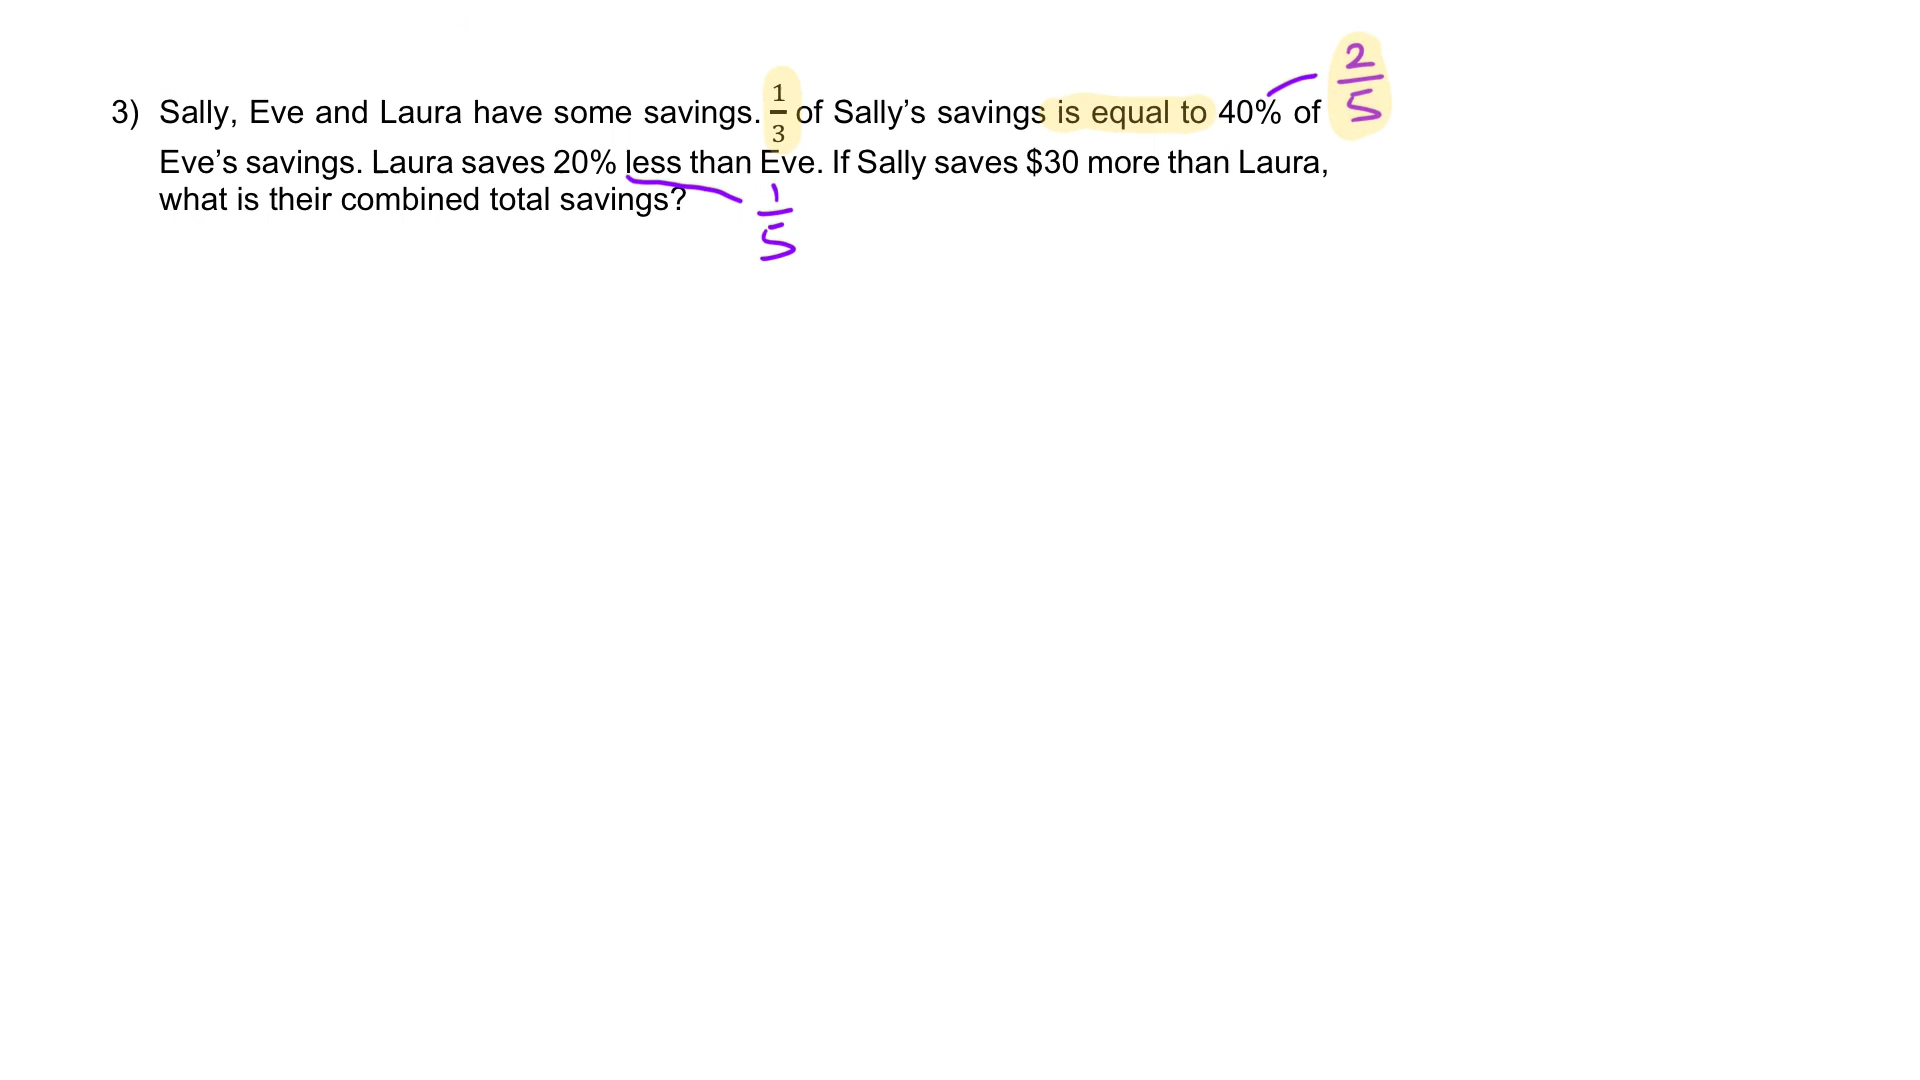 3) Sally, Eve and Laura have some savings. 1/3 of Sally’s savings is equal to 40% of 2/5
Eve’s savings. Laura saves 20% less than Eve. If Sally saves $30 more than Laura,
what is their combined total savings? 1/5